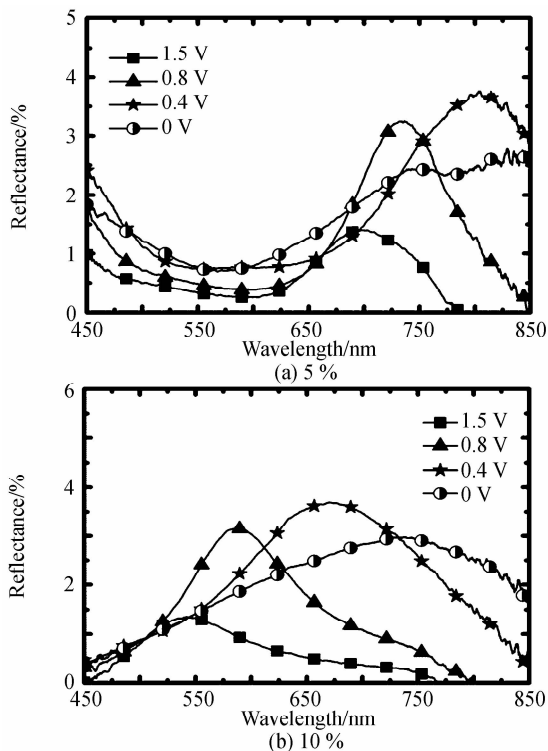 5
4
3
2
1
0
Reflectance/%
1.5 V
0.8 V
0.4 V
0 V
450 550 650 750 850
Wavelength/nm
(a) 5 %
6
4
2
0
Reflectance/%
1.5 V
0.8 V
0.4 V
0 V
450 550 650 750 850
Wavelength/nm
(b) 10 %